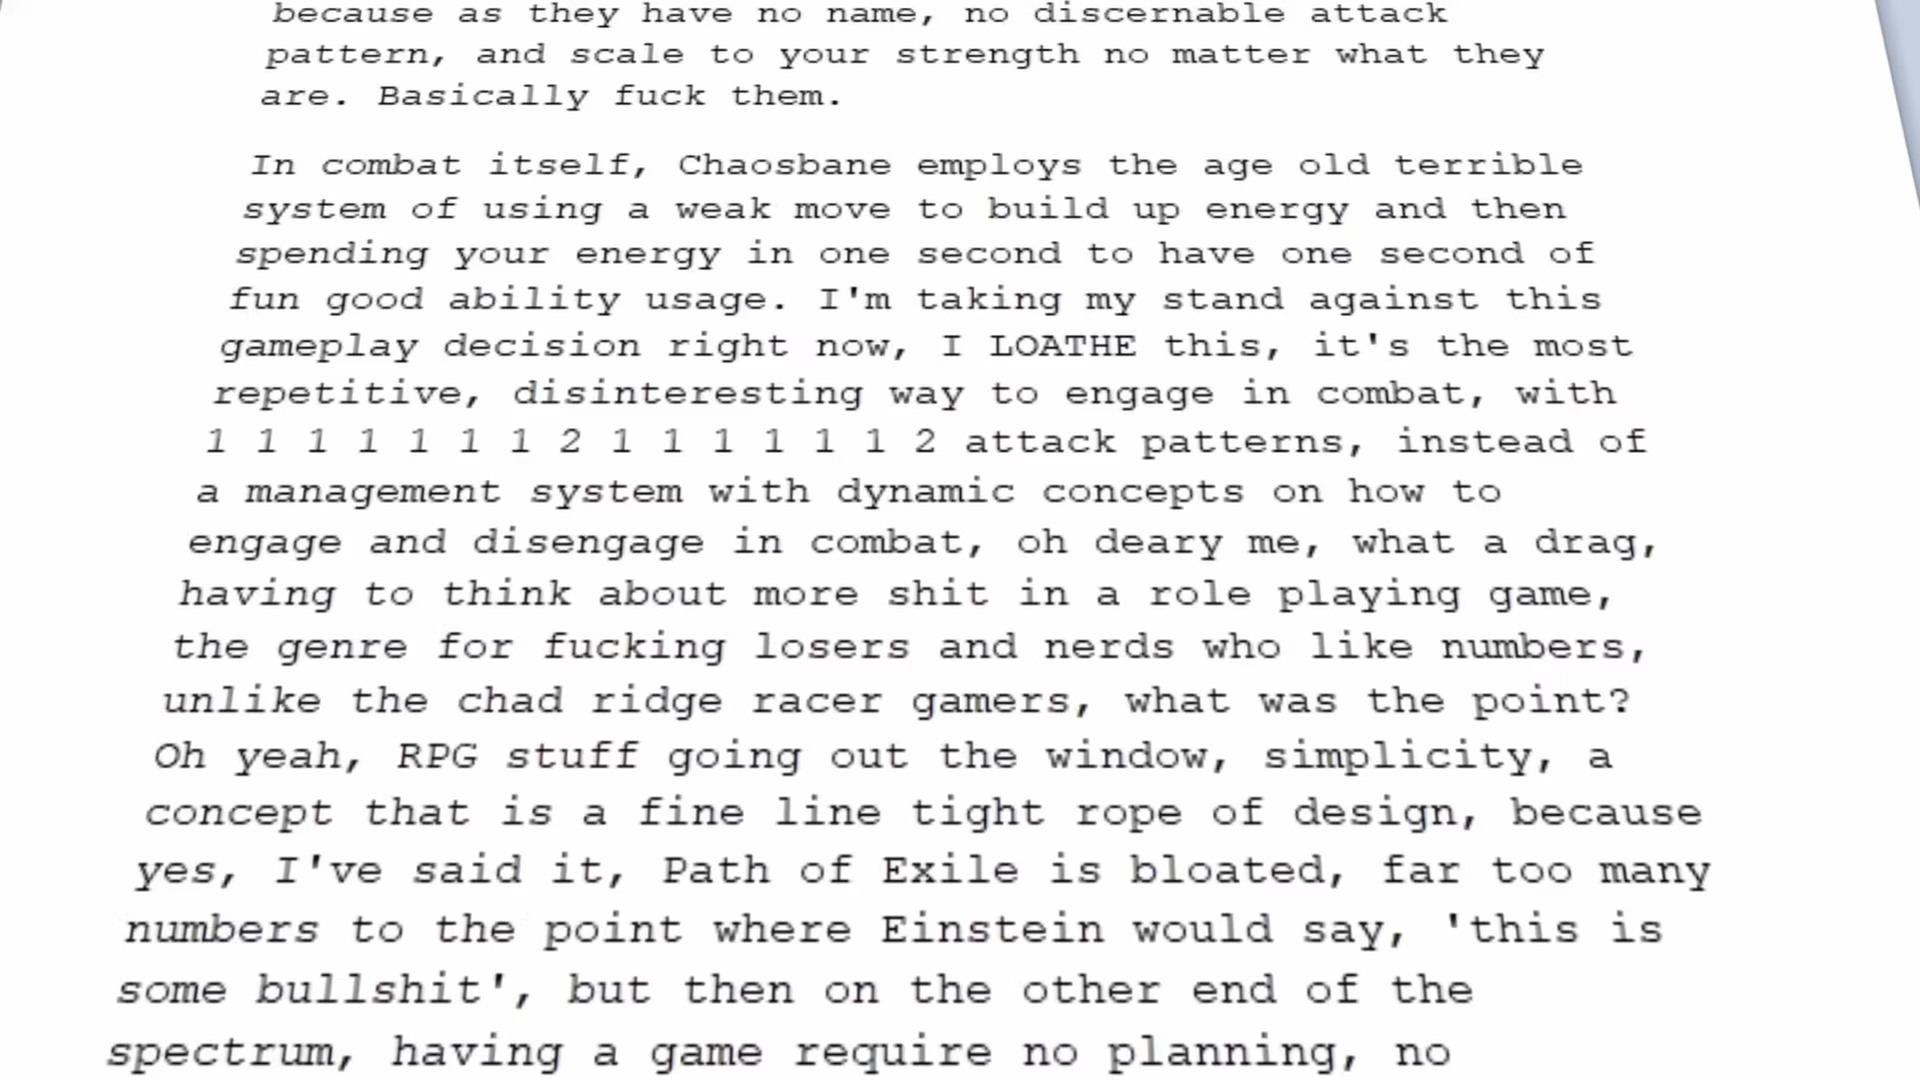 because as they have no name, no discernable attack
pattern, and scale to your strength no matter what they
are. Basically fuck them.
In combat itself, Chaosbane employs the age old terrible
system of using a weak move to build up energy and then
spending your energy in one second to have one second of
fun good ability usage. I'm taking my stand against this
gameplay decision right now, I LOATHE this, it's the most
repetitive, disinteresting way to engage in combat, with
1 1 1 1 1 1 1 2 1 1 1 1 1 1 2 attack patterns, instead of
a management system with dynamic concepts on how to
engage and disengage in combat, oh deary me, what a drag,
having to think about more shit in a role playing game,
the genre for fucking losers and nerds who like numbers,
unlike the chad ridge racer gamers, what was the point?
Oh yeah, RPG stuff going out the window, simplicity, a
concept that is a fine line tight rope of design, because
yes, I've said it, Path of Exile is bloated, far too many
numbers to the point where Einstein would say, 'this is
some bullshit', but then on the other end of the
spectrum, having a game require no planning, no